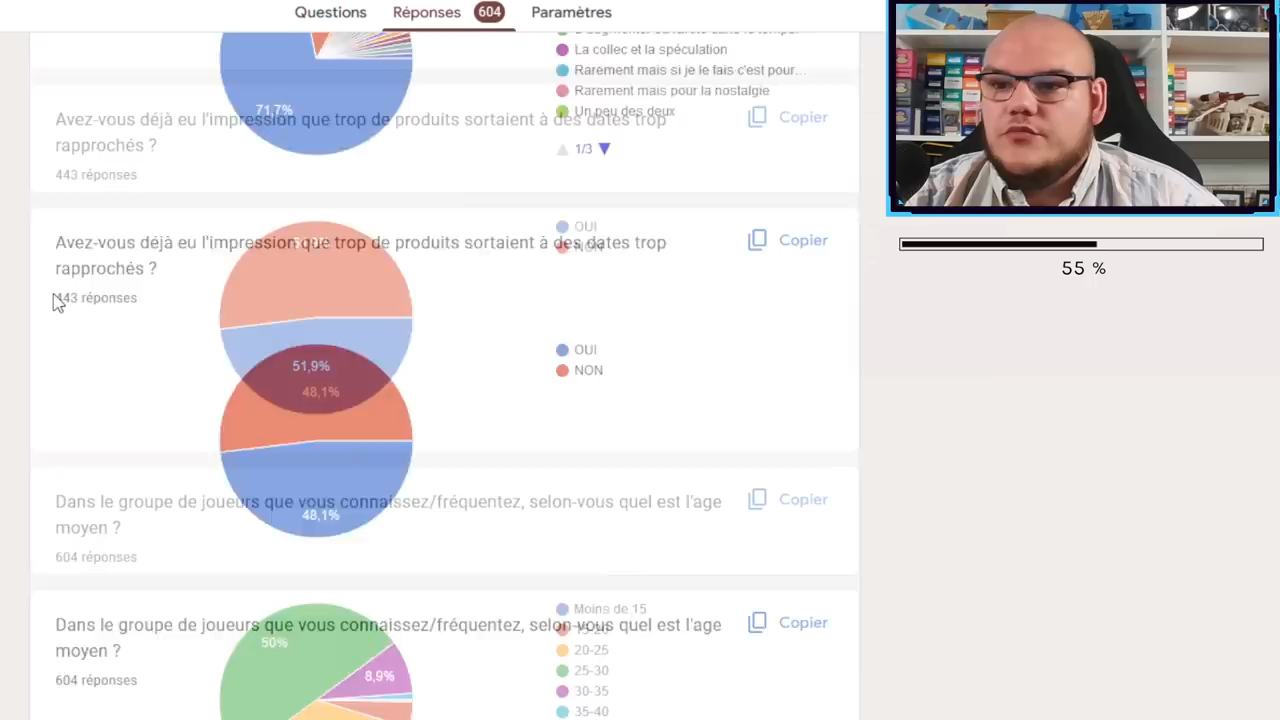 Questions
Réponses
604
Paramètres
La collec et la spéculation
Rarement mais si je le fais c'est pour…
Rarement mais pour la nostalgie
Un peu des deux
1/3
71,7%
Avez-vous déjà eu l'impression que trop de produits sortaient à des dates trop
rapprochés ?
443 réponses
Copier
Avez-vous déjà eu l'impression que trop de produits sortaient à des dates trop
rapprochés ?
443 réponses
Copier
OUI
NON
OUI
NON
51,9%
48,1%
48,1%
55 %
Dans le groupe de joueurs que vous connaissez/fréquentez, selon-vous quel est l'age
moyen ?
604 réponses
Copier
Dans le groupe de joueurs que vous connaissez/fréquentez, selon-vous quel est l'age
moyen ?
604 réponses
Copier
50%
8,9%
Moins de 15
20-25
25-30
30-35
35-40